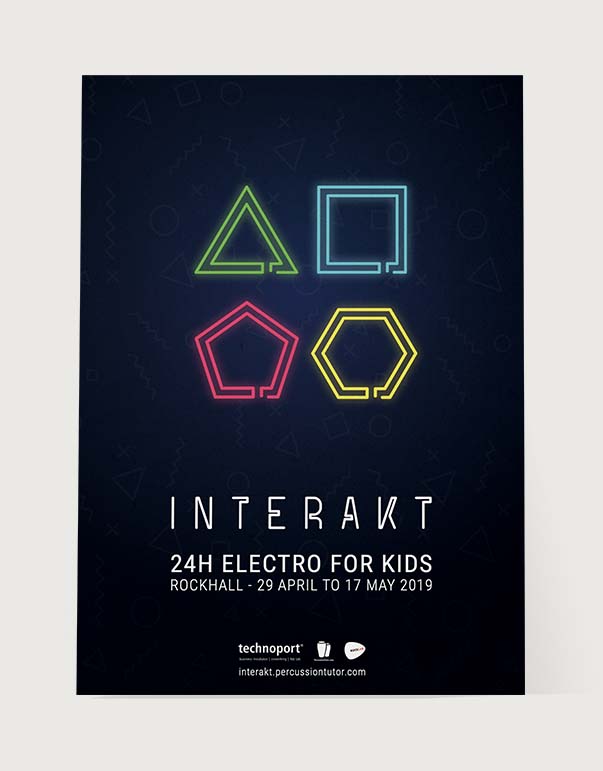 INTERAKT
24H ELECTRO FOR KIDS
ROCKHALL - 29 APRIL TO 17 MAY 2019
technoport®
interakt.percussiontutor.com